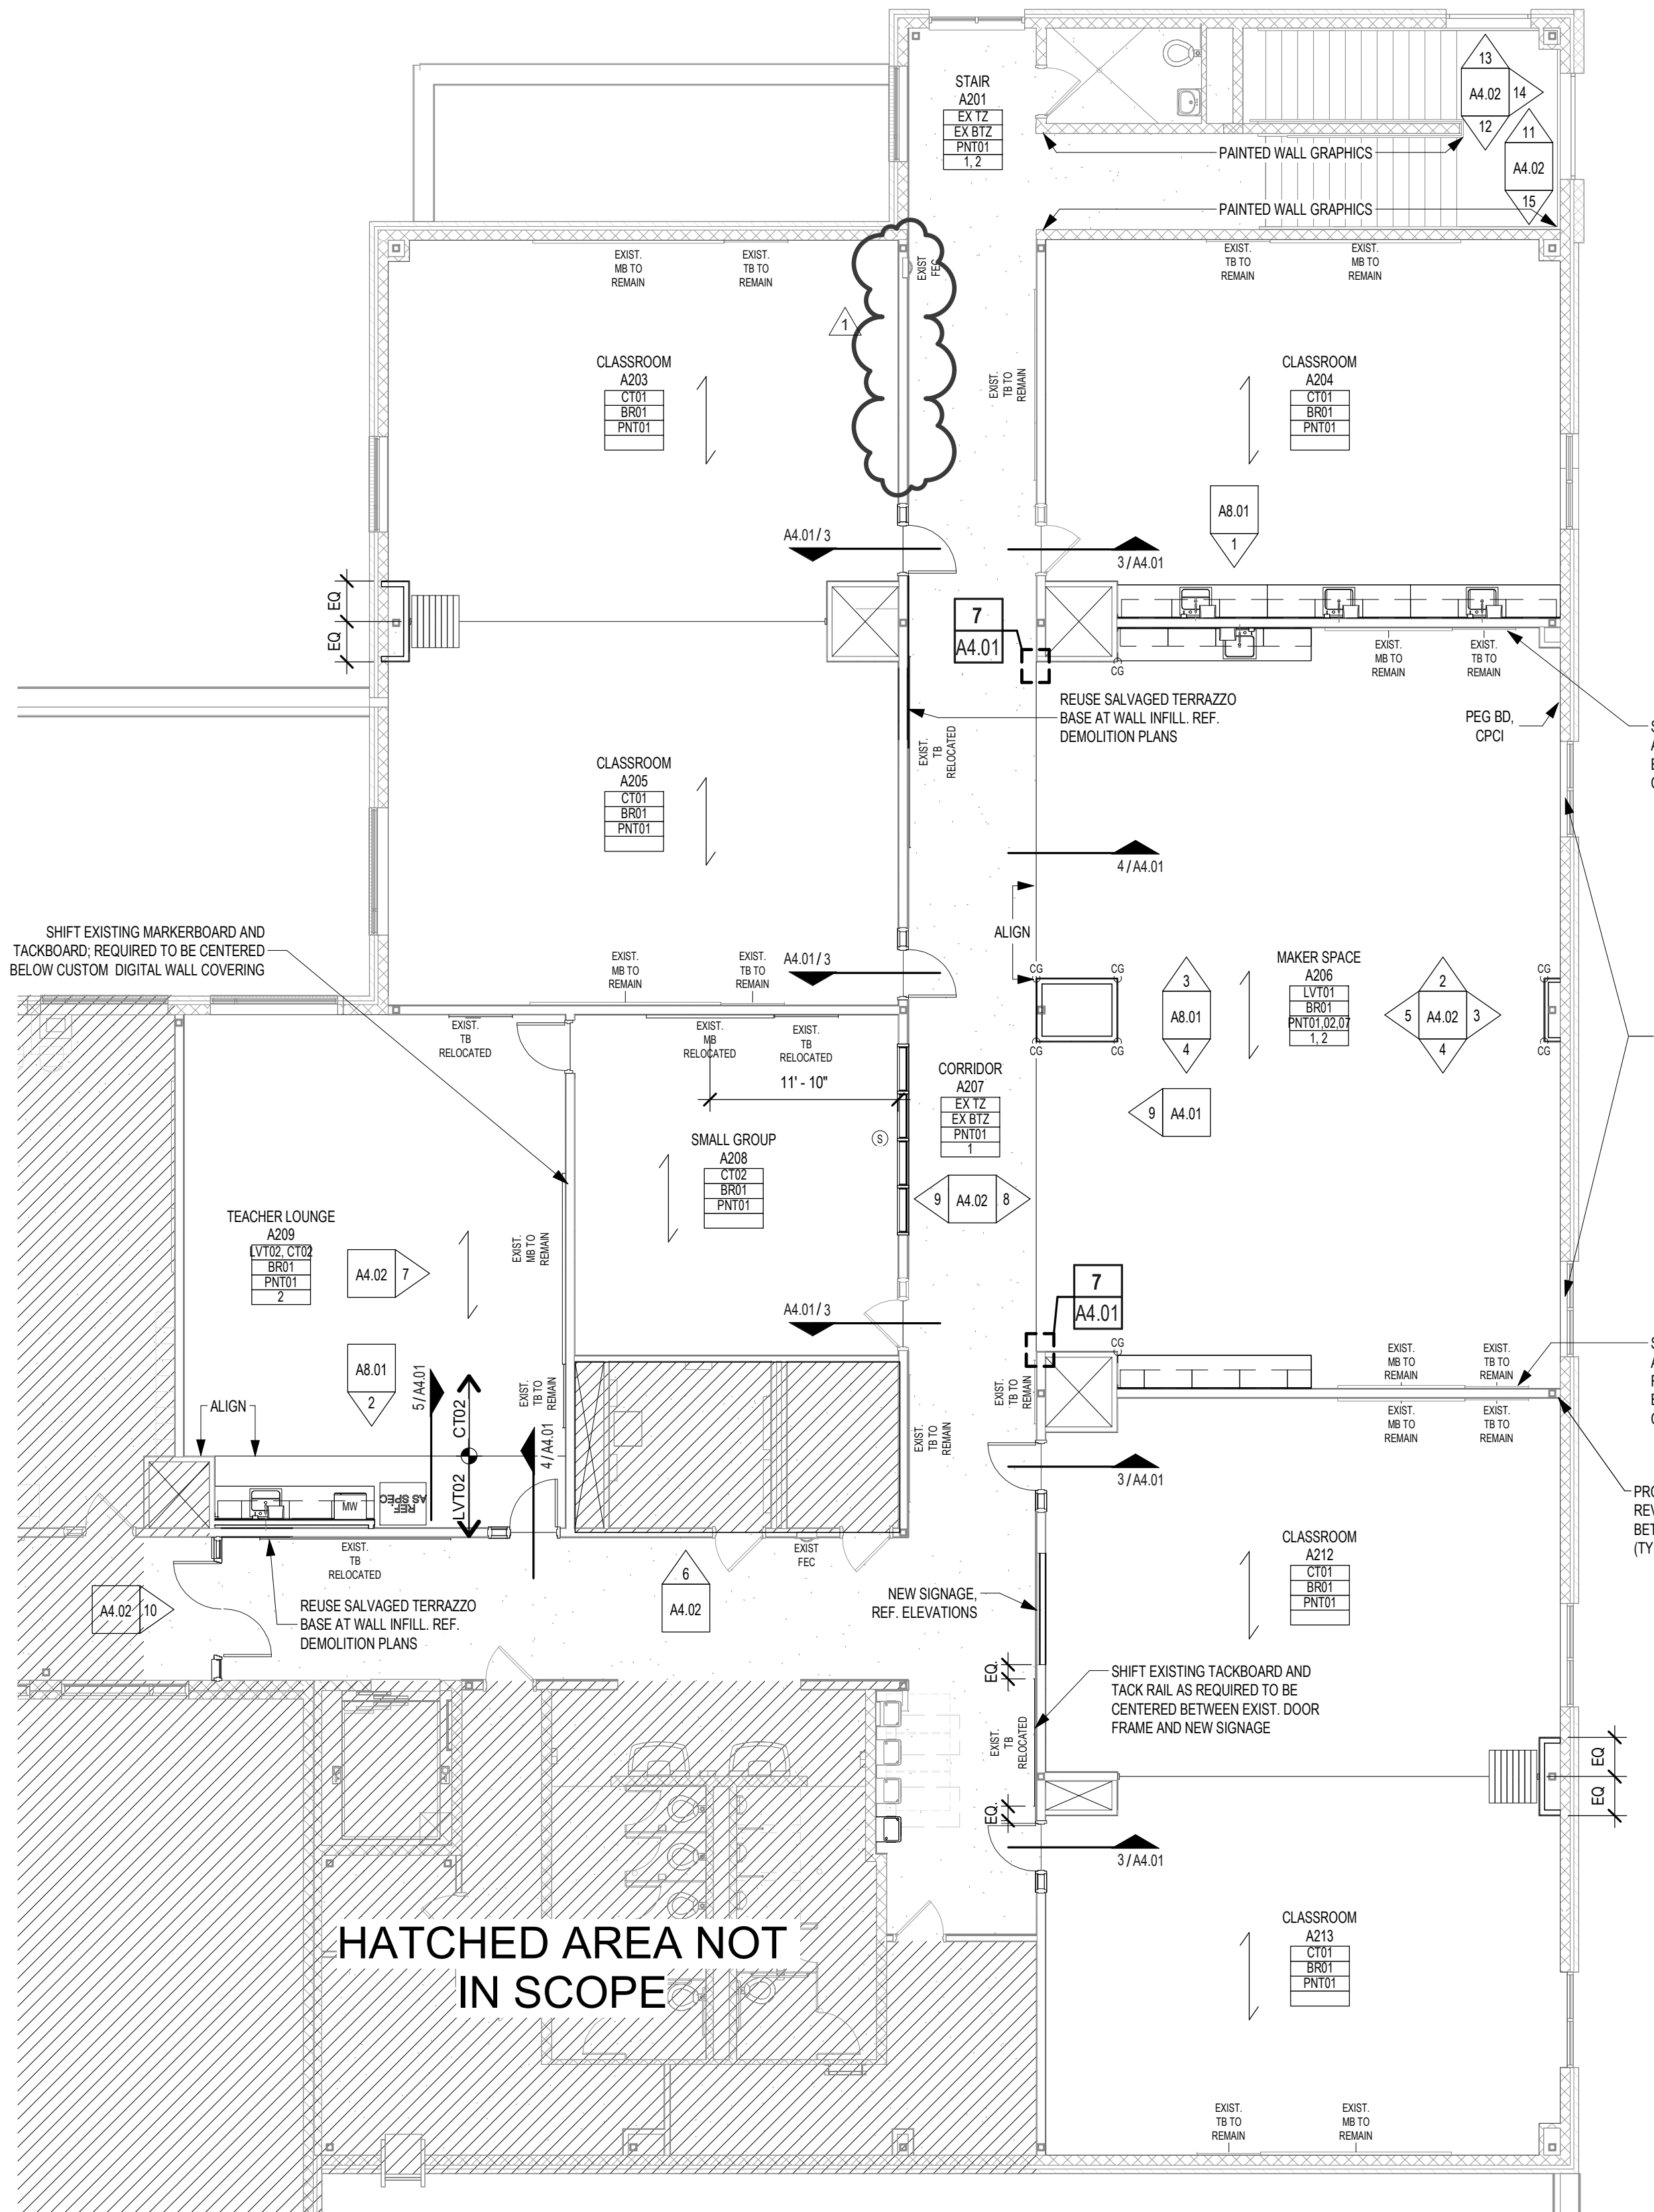 STAIR
A201
EX TZ
EX BTZ
PNT01
1, 2
13
A4.02
14
12
11
A4.02
15
PAINTED WALL GRAPHICS
PAINTED WALL GRAPHICS
EXIST.
MB TO
REMAIN
EXIST.
TB TO
REMAIN
EXIST
FEC
EXIST.
TB TO
REMAIN
EXIST.
MB TO
REMAIN
1
CLASSROOM
A203
CT01
BR01
PNT01
EXIST.
TB TO
REMAIN
CLASSROOM
A204
CT01
BR01
PNT01
A8.01
1
A4.01 / 3
3 / A4.01
EQ
EQ
7
A4.01
CG
EXIST.
MB TO
REMAIN
EXIST.
TB TO
REMAIN
REUSE SALVAGED TERRAZZO
BASE AT WALL INFILL. REF.
DEMOLITION PLANS
PEG BD,
CPCI
EXIST.
TB
RELOCATED
CLASSROOM
A205
CT01
BR01
PNT01
4 / A4.01
ALIGN
SHIFT EXISTING MARKERBOARD AND
TACKBOARD; REQUIRED TO BE CENTERED
BELOW CUSTOM DIGITAL WALL COVERING
EXIST.
MB TO
REMAIN
EXIST.
TB TO
REMAIN
A4.01 / 3
CG
CG
CG
CG
3
A8.01
4
MAKER SPACE
A206
LVT01
BR01
PNT01,02,07
1, 2
2
5
A4.02
3
4
CG
CG
EXIST.
TB
RELOCATED
EXIST.
MB
RELOCATED
EXIST.
TB
RELOCATED
11' - 10"
CORRIDOR
A207
EX TZ
EX BTZ
PNT01
1
9
A4.01
S
SMALL GROUP
A208
CT02
BR01
PNT01
9
A4.02
8
TEACHER LOUNGE
A209
LVT02, CT02
BR01
PNT01
2
A4.02
7
EXIST.
MB TO
REMAIN
7
A4.01
A4.01 / 3
CG
EXIST.
MB TO
REMAIN
EXIST.
TB TO
REMAIN
A8.01
2
5 / A4.01
CT02
LVT02
EXIST.
TB TO
REMAIN
4 / A4.01
EXIST.
TB TO
REMAIN
EXIST.
TB TO
REMAIN
EXIST.
MB TO
REMAIN
EXIST.
TB TO
REMAIN
ALIGN
MW
REF.
AS SPEC
3 / A4.01
PRO
REV
BET
(TY
EXIST.
TB
RELOCATED
EXIST
FEC
CLASSROOM
A212
CT01
BR01
PNT01
A4.02
10
REUSE SALVAGED TERRAZZO
BASE AT WALL INFILL. REF.
DEMOLITION PLANS
6
A4.02
NEW SIGNAGE,
REF. ELEVATIONS
EQ.
SHIFT EXISTING TACKBOARD AND
TACK RAIL AS REQUIRED TO BE
CENTERED BETWEEN EXIST. DOOR
FRAME AND NEW SIGNAGE
EXIST.
TB
RELOCATED
EQ.
EQ
EQ
3 / A4.01
HATCHED AREA NOT
IN SCOPE
CLASSROOM
A213
CT01
BR01
PNT01
EXIST.
TB TO
REMAIN
EXIST.
MB TO
REMAIN